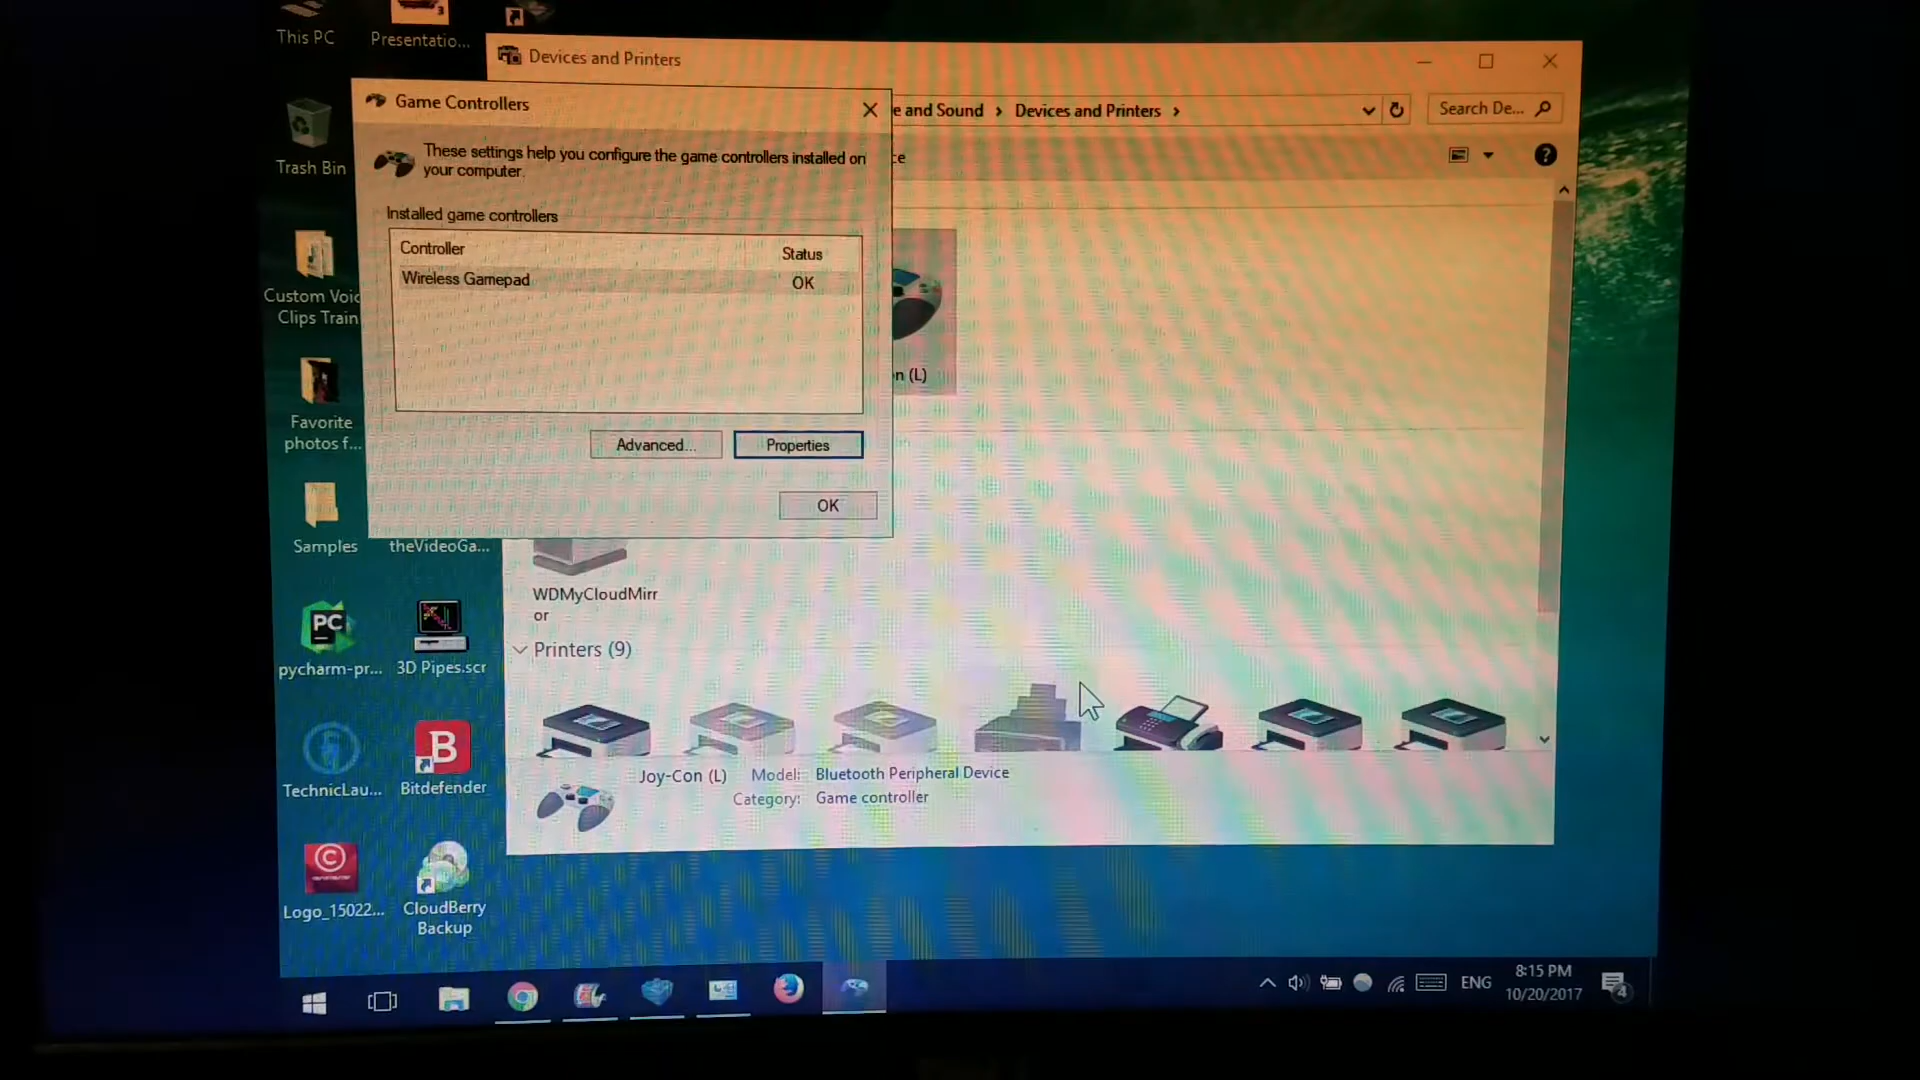 This PC
Presentatio...
Devices and Printers
Game Controllers
e and Sound > Devices and Printers >
Search De...
These settings help you configure the game controllers installed on
your computer.
ce
Trash Bin
Installed game controllers
Controller
Status
Wireless Gamepad
OK
Custom Voic
Clips Train
n (L)
Favorite
photos f...
Advanced...
Properties
OK
Samples
theVideoGa...
WDMyCloudMirr
or
Printers (9)
PC
pycharm-pr...
3D Pipes.scr
B
TechnicLau...
Bitdefender
Joy-Con (L)
Model: Bluetooth Peripheral Device
Category: Game controller
Logo_15022...
CloudBerry
Backup
ENG
8:15 PM
10/20/2017
4